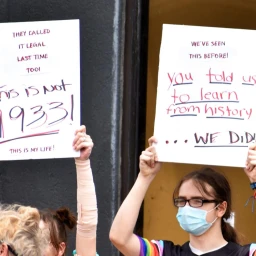 THEY CALLED
IT LEGAL
LAST TIME
TOO!
THIS IS NOT
1933!
THIS IS MY LIFE!
WE'VE SEEN
THIS BEFORE!
You told us
to learn
from history
... WE DID